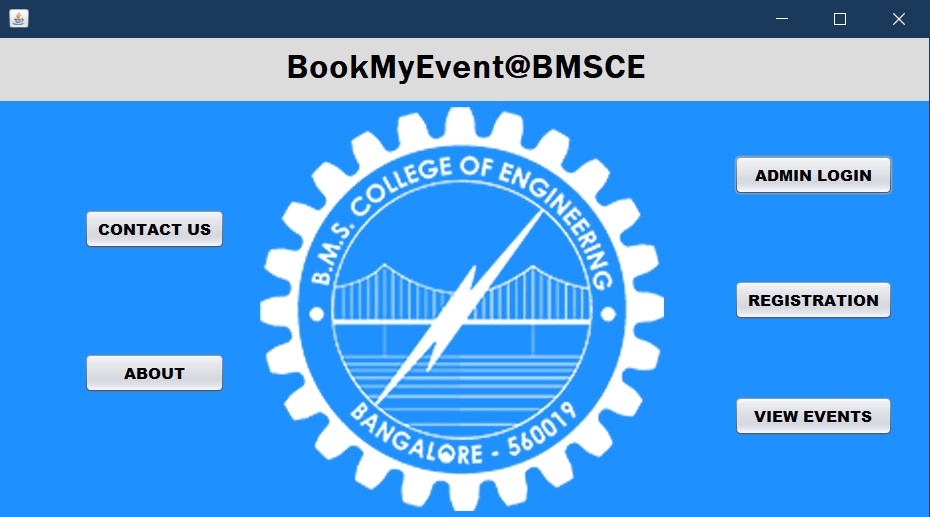 BookMyEvent@BMSCE
B.M.S. COLLEGE OF ENGINEERING
BANGALORE - 560019
CONTACT US
ABOUT
ADMIN LOGIN
REGISTRATION
VIEW EVENTS